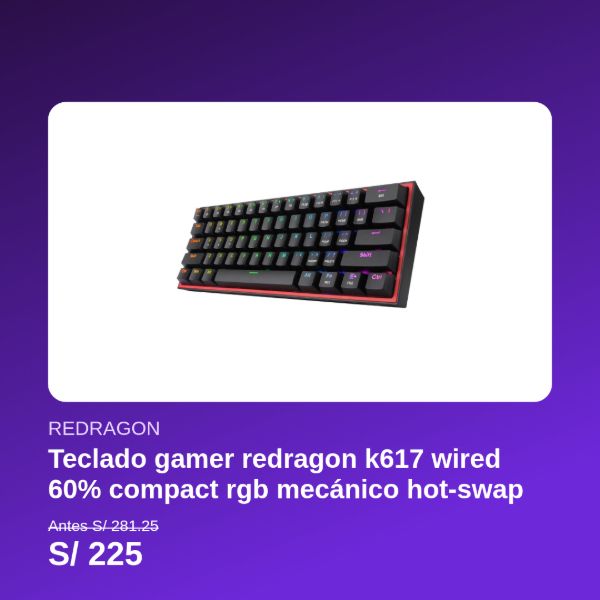 REDRAGON
Teclado gamer redragon k617 wired
60% compact rgb mecánico hot-swap
Antes S/ 281.25
S/ 225